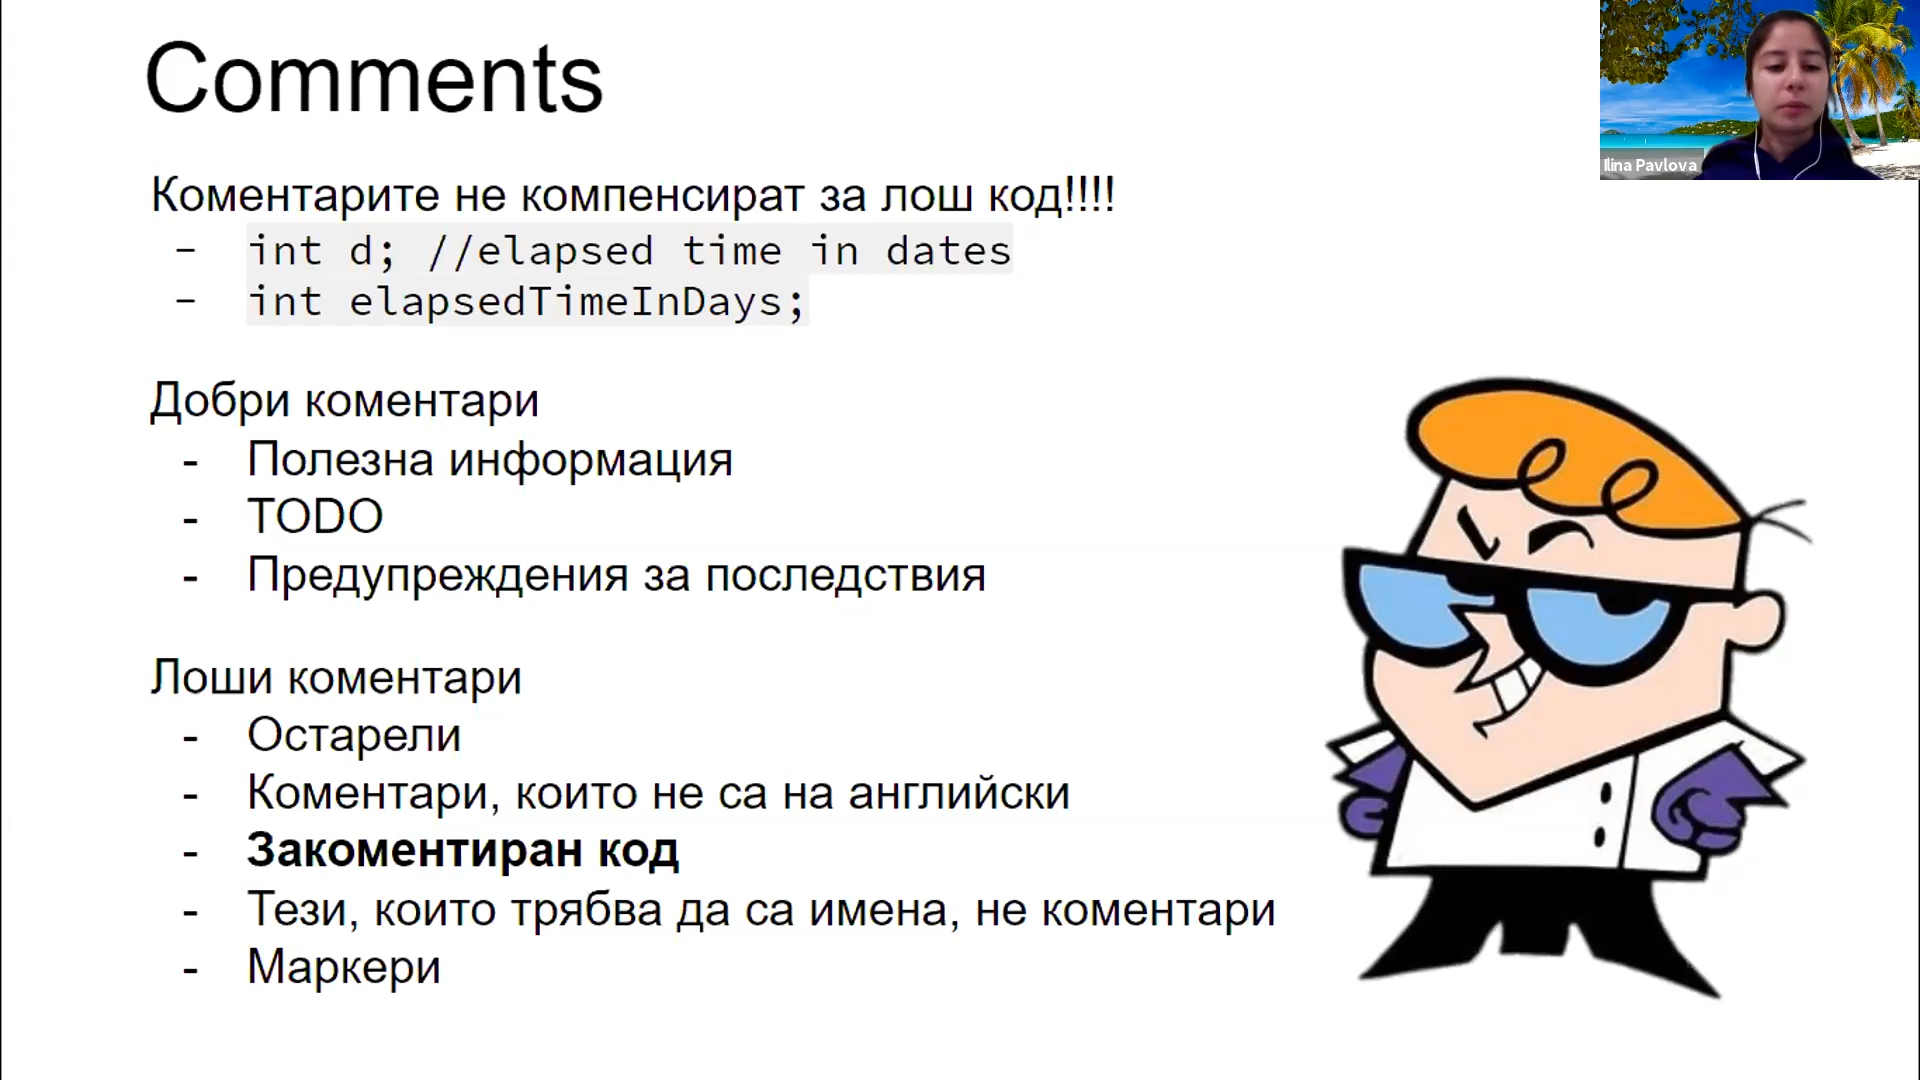 Comments
Ilina Pavlova
Коментарите не компенсират за лош код!!!!
- int d; //elapsed time in dates
- int elapsedTimeInDays;
Добри коментари
- Полезна информация
- TODO
- Предупреждения за последствия
Лоши коментари
- Остарели
- Коментари, които не са на английски
- Закоментиран код
- Тези, които трябва да са имена, не коментари
- Маркери